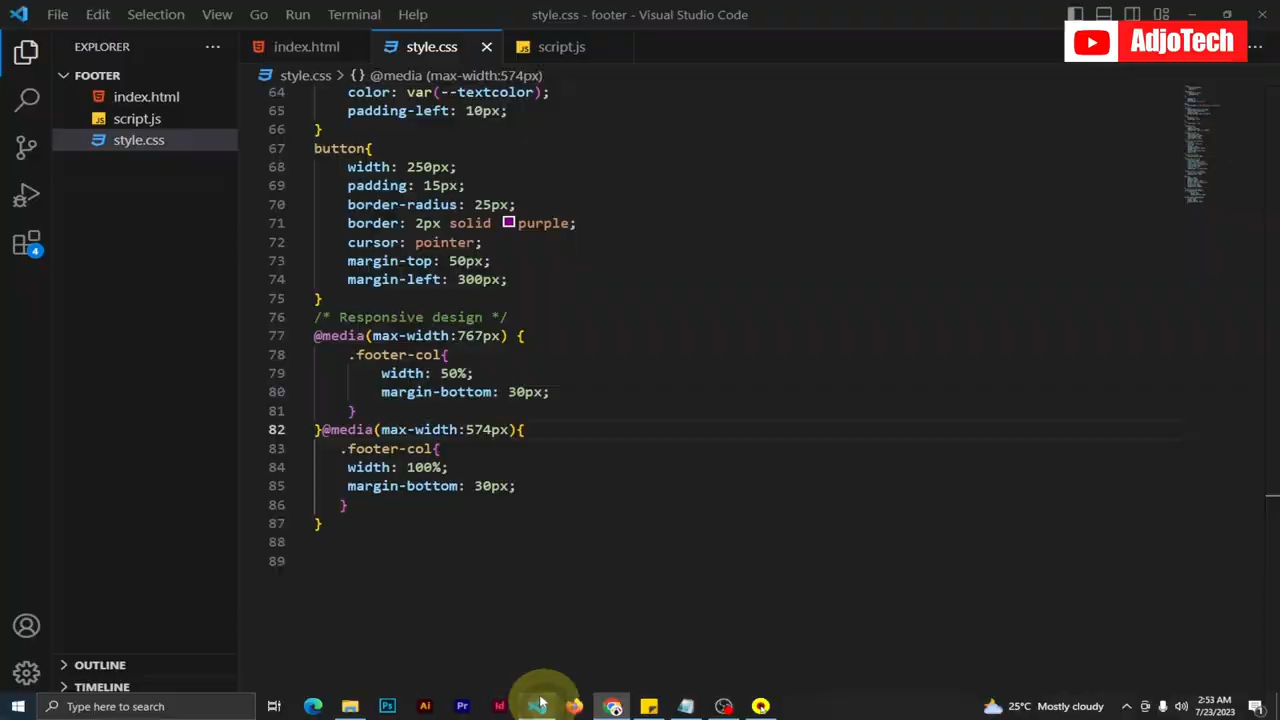 File Edit Selection View Go Run Terminal Help
style.css - footer - Visual Studio Code
AdjoTech
EXPLORER
index.html
style.css
script.js
FOOTER
index.html
script.js
style.css
style.css > {} @media (max-width:574px)
64 color: var(--textcolor);
65 padding-left: 10px;
66 }
67 button{
68 width: 250px;
69 padding: 15px;
70 border-radius: 25px;
71 border: 2px solid purple;
72 cursor: pointer;
73 margin-top: 50px;
74 margin-left: 300px;
75 }
76 /* Responsive design */
77 @media(max-width:767px) {
78 .footer-col{
79 width: 50%;
80 margin-bottom: 30px;
81 }
82 }@media(max-width:574px){
83 .footer-col{
84 width: 100%;
85 margin-bottom: 30px;
86 }
87 }
88
89
4
OUTLINE
TIMELINE
Type here to search
Ps
Ai
Pr
Id
25°C Mostly cloudy
2:53 AM
7/23/2023